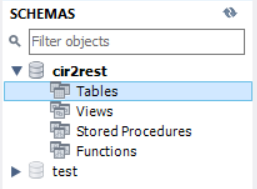 SCHEMAS
Filter objects
cir2rest
Tables
Views
Stored Procedures
Functions
test